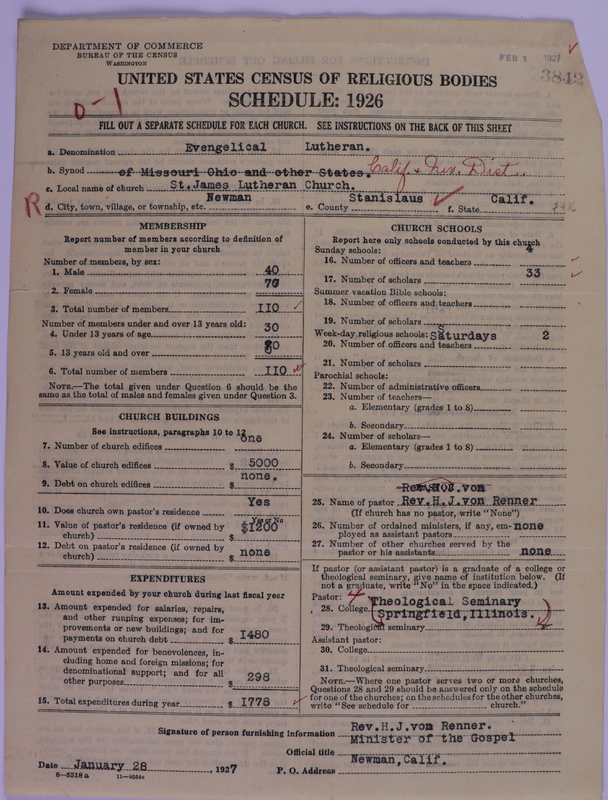 DEPARTMENT OF COMMERCE
BUREAU OF THE CENSUS
WASHINGTON
FEB 1 1927
3842
UNITED STATES CENSUS OF RELIGIOUS BODIES
SCHEDULE: 1926
0-1
FILL OUT A SEPARATE SCHEDULE FOR EACH CHURCH. SEE INSTRUCTIONS ON THE BACK OF THIS SHEET
a. Denomination Evengelical Lutheran.
b. Synod of Missouri Ohio and other States. Calif. & Nev. Dist.
c. Local name of church St. James Lutheran Church.
R d. City, town, village, or township, etc. Newman e. County Stanislaus f. State Calif.
MEMBERSHIP
Report number of members according to definition of
member in your church
Number of members, by sex:
1. Male 40
2. Female 70
3. Total number of members 110
Number of members under and over 13 years old:
4. Under 13 years of age 30
5. 13 years old and over 80
6. Total number of members 110
NOTE.—The total given under Question 6 should be
same as the total of males and females given under Question 3.
CHURCH BUILDINGS
See instructions, paragraphs 10 to 12
7. Number of church edifices one
8. Value of church edifices $ 5000
9. Debt on church edifices $ none.
10. Does church own pastor's residence Yes
Yes or No
11. Value of pastor's residence (if owned by
church) $ $1200
12. Debt on pastor's residence (if owned by
church) $ none
EXPENDITURES
Amount expended by your church during last fiscal year
13. Amount expended for salaries, repairs,
and other running expenses; for im-
provements or new buildings; and for
payments on church debt $ 1480
14. Amount expended for benevolences, in-
cluding home and foreign missions; for
denominational support; and for all
other purposes $ 298
15. Total expenditures during year $ 1778
CHURCH SCHOOLS
Report here only schools conducted by this church
Sunday schools:
16. Number of officers and teachers 4
17. Number of scholars 33
Summer vacation Bible schools:
18. Number of officers and teachers
19. Number of scholars
Week-day religious schools: Saturdays 2
20. Number of officers and teachers
21. Number of scholars
Parochial schools:
22. Number of administrative officers
23. Number of teachers—
a. Elementary (grades 1 to 8)
b. Secondary
24. Number of scholars—
a. Elementary (grades 1 to 8)
b. Secondary
25. Name of pastor Rev. H. J. von Renner
(If church has no pastor, write "None")
26. Number of ordained ministers, if any, em- none
ployed as assistant pastors
27. Number of other churches served by the
pastor or his assistants none
If pastor (or assistant pastor) is a graduate of a college or
theological seminary, give name of institution below. (If
not a graduate, write "No" in the space indicated.)
Pastor:
28. College Theological Seminary
Springfield, Illinois.
29. Theological seminary
Assistant pastor:
30. College
31. Theological seminary
NOTE.—Where one pastor serves two or more churches,
Questions 28 and 29 should be answered only on the schedule
for one of the churches; on the schedules for the other churches,
write "See schedule for church."
Signature of person furnishing information Rev. H. J. von Renner.
Official title Minister of the Gospel
Date January 28, 1927 P. O. Address Newman, Calif.